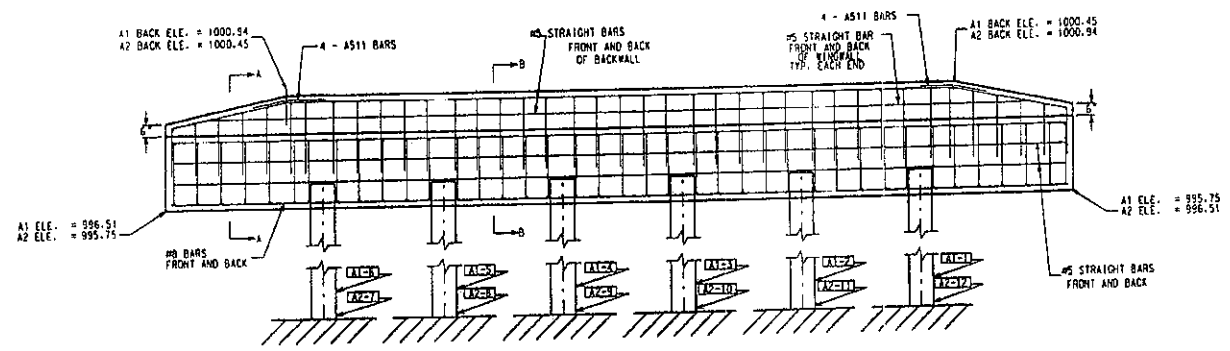 A1 BACK ELE. = 1000.94
A2 BACK ELE. = 1000.45
4 - A511 BARS
#5 STRAIGHT BARS
FRONT AND BACK
OF BACKWALL
#5 STRAIGHT BAR
FRONT AND BACK
OF WINGWALL
TYP. EACH END
4 - A511 BARS
A1 BACK ELE. = 1000.45
A2 BACK ELE. = 1000.94
A
B
6"
6"
A1 ELE. = 996.51
A2 ELE. = 995.75
A
B
A1 ELE. = 995.75
A2 ELE. = 996.51
#8 BARS
FRONT AND BACK
#5 STRAIGHT BARS
FRONT AND BACK
A1-6
A1-5
A1-4
A1-3
A1-2
A1-1
A2-7
A2-8
A2-9
A2-10
A2-11
A2-12